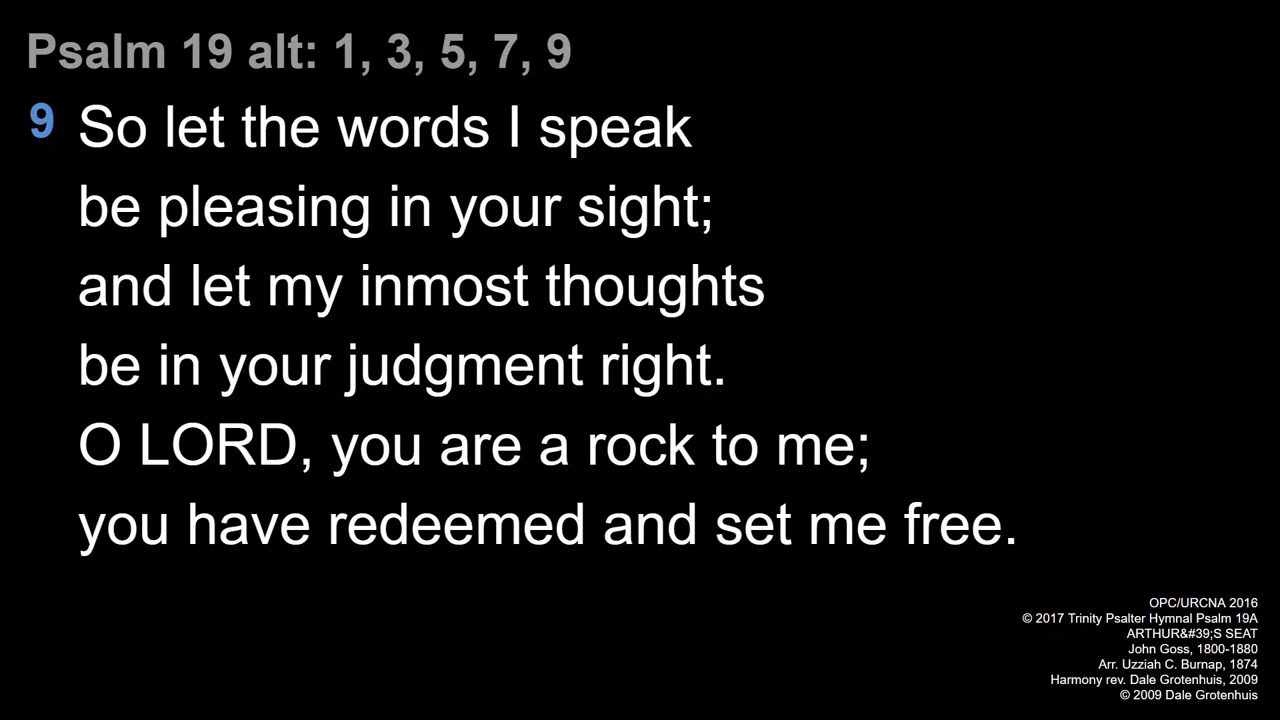 Psalm 19 alt: 1, 3, 5, 7, 9
9 So let the words I speak
be pleasing in your sight;
and let my inmost thoughts
be in your judgment right.
O LORD, you are a rock to me;
you have redeemed and set me free.
OPC/URCNA 2016
© 2017 Trinity Psalter Hymnal Psalm 19A
ARTHUR&#39;S SEAT
John Goss, 1800-1880
Arr. Uzziah C. Burnap, 1874
Harmony rev. Dale Grotenhuis, 2009
© 2009 Dale Grotenhuis